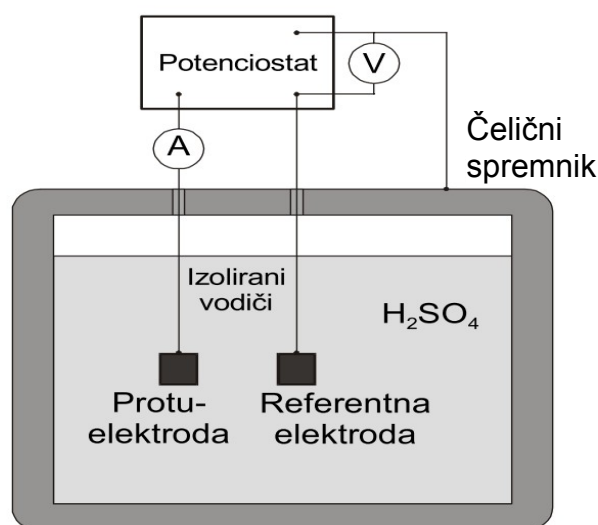 Potenciostat
V
A
Čelični
spremnik
Izolirani
vodiči
H₂SO₄
Protu-
elektroda
Referentna
elektroda